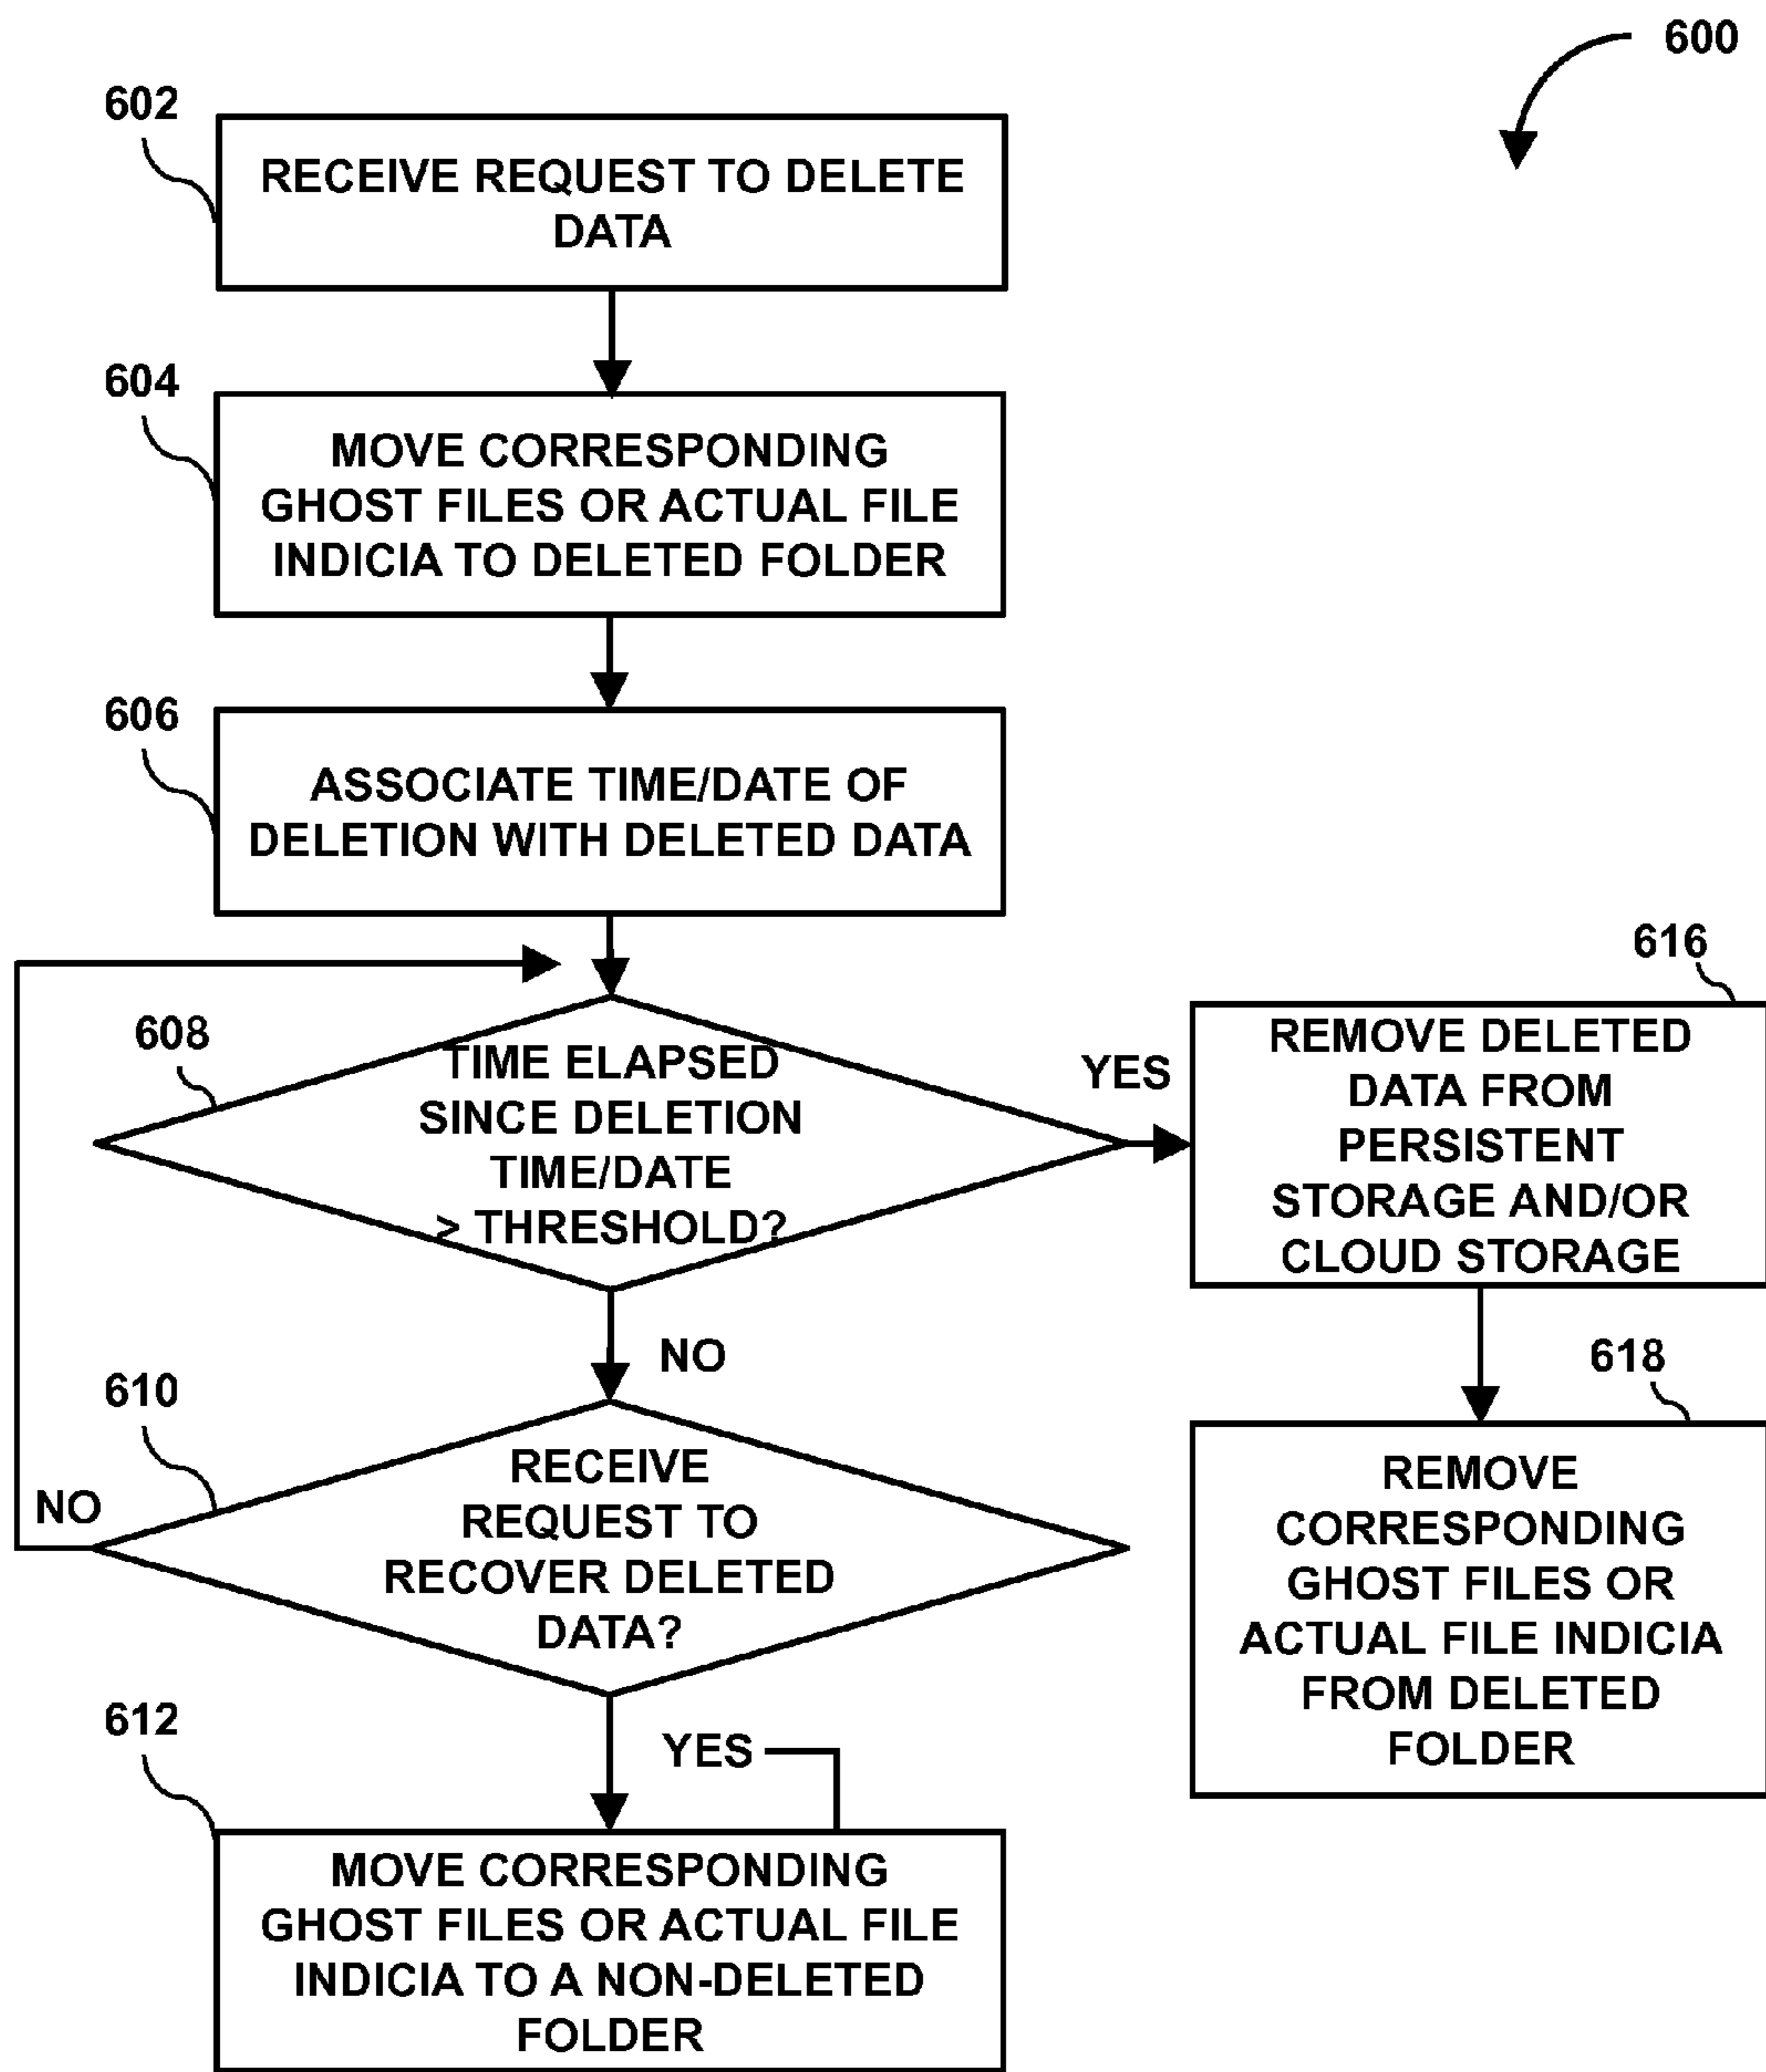 600
602
RECEIVE REQUEST TO DELETE
DATA
604
MOVE CORRESPONDING
GHOST FILES OR ACTUAL FILE
INDICIA TO DELETED FOLDER
606
ASSOCIATE TIME/DATE OF
DELETION WITH DELETED DATA
608
TIME ELAPSED
SINCE DELETION
TIME/DATE
> THRESHOLD?
YES
616
REMOVE DELETED
DATA FROM
PERSISTENT
STORAGE AND/OR
CLOUD STORAGE
NO
610
RECEIVE
REQUEST TO
RECOVER DELETED
DATA?
NO
618
REMOVE
CORRESPONDING
GHOST FILES OR
ACTUAL FILE INDICIA
FROM DELETED
FOLDER
YES
612
MOVE CORRESPONDING
GHOST FILES OR ACTUAL FILE
INDICIA TO A NON-DELETED
FOLDER